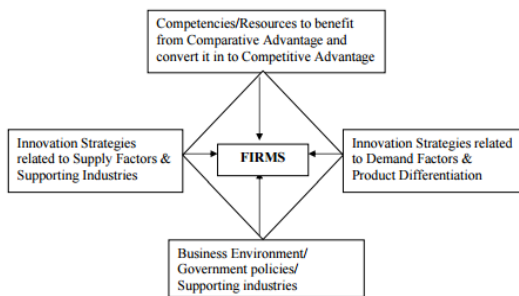 Competencies/Resources to benefit
from Comparative Advantage and
convert it in to Competitive Advantage
Innovation Strategies
related to Supply Factors &
Supporting Industries
FIRMS
Innovation Strategies related
to Demand Factors &
Product Differentiation
Business Environment/
Government policies/
Supporting industries